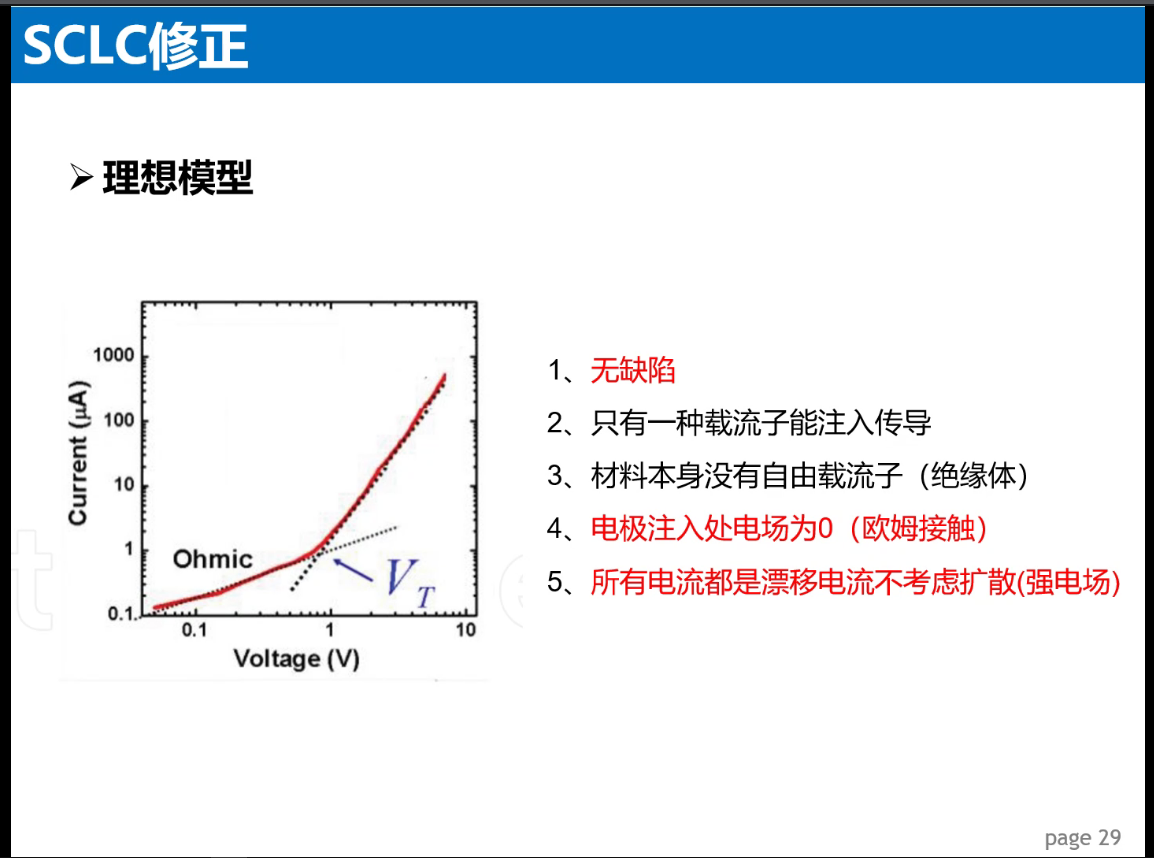 SCLC修正
➢ 理想模型
1000
100
10
1
0.1
Current (μA)
Ohmic
V_T
0.1
1
10
Voltage (V)
1、无缺陷
2、只有一种载流子能注入传导
3、材料本身没有自由载流子（绝缘体）
4、电极注入处电场为0（欧姆接触）
5、所有电流都是漂移电流不考虑扩散(强电场)
page 29